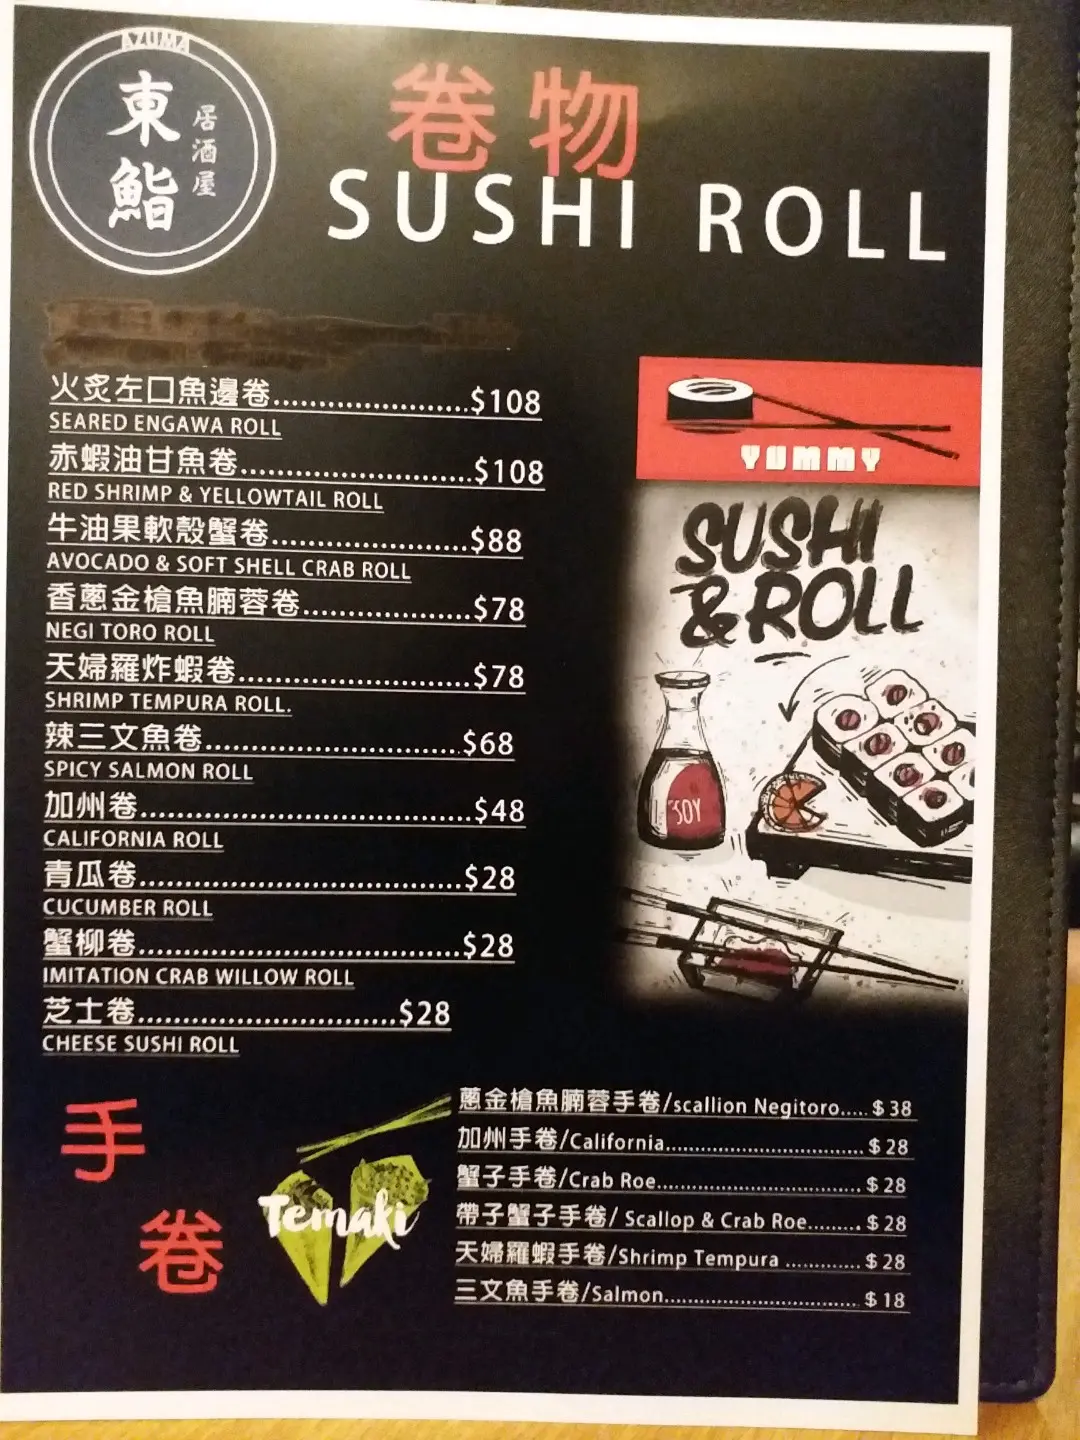 AZUMA
東鮨
居酒屋
卷物
SUSHI ROLL
火炙左口魚邊卷......................$108
SEARED ENGAWA ROLL
赤蝦油甘魚卷..........................$108
RED SHRIMP & YELLOWTAIL ROLL
牛油果軟殼蟹卷......................$88
AVOCADO & SOFT SHELL CRAB ROLL
香蔥金槍魚腩蓉卷...................$78
NEGI TORO ROLL
天婦羅炸蝦卷..........................$78
SHRIMP TEMPURA ROLL.
辣三文魚卷.............................$68
SPICY SALMON ROLL
加州卷.....................................$48
CALIFORNIA ROLL
青瓜卷....................................$28
CUCUMBER ROLL
蟹柳卷....................................$28
IMITATION CRAB WILLOW ROLL
芝士卷.............................$28
CHEESE SUSHI ROLL
YUMMY
SUSHI
&ROLL
SOY
手卷
Temaki
蔥金槍魚腩蓉手卷/scallion Negitoro.....$38
加州手卷/California...................................$28
蟹子手卷/Crab Roe....................................$28
帶子蟹子手卷/ Scallop & Crab Roe.........$28
天婦羅蝦手卷/Shrimp Tempura .............$28
三文魚手卷/Salmon...................................$18